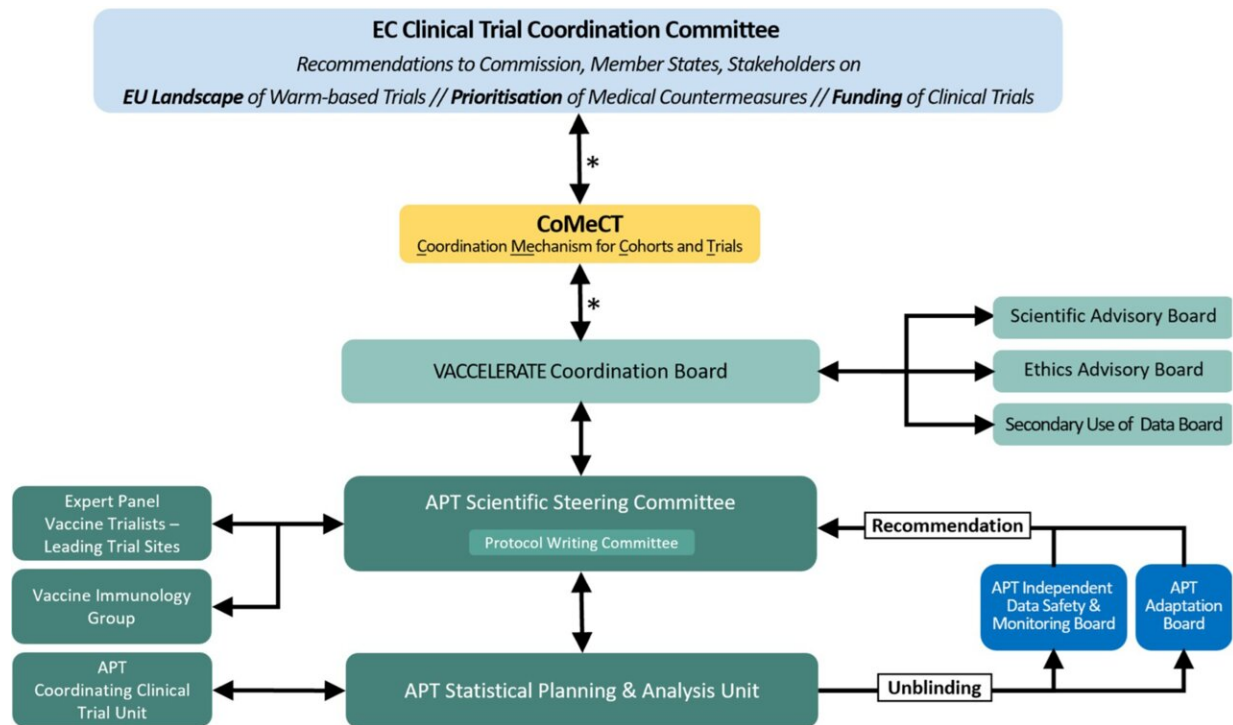 EC Clinical Trial Coordination Committee
Recommendations to Commission, Member States, Stakeholders on
EU Landscape of Warm-based Trials // Prioritisation of Medical Countermeasures // Funding of Clinical Trials
*
CoMeCT
Coordination Mechanism for Cohorts and Trials
*
VACCELERATE Coordination Board
Scientific Advisory Board
Ethics Advisory Board
Secondary Use of Data Board
Expert Panel
Vaccine Trialists –
Leading Trial Sites
Vaccine Immunology
Group
APT Scientific Steering Committee
Protocol Writing Committee
Recommendation
APT Independent
Data Safety &
Monitoring Board
APT
Adaptation
Board
APT
Coordinating Clinical
Trial Unit
APT Statistical Planning & Analysis Unit
Unblinding